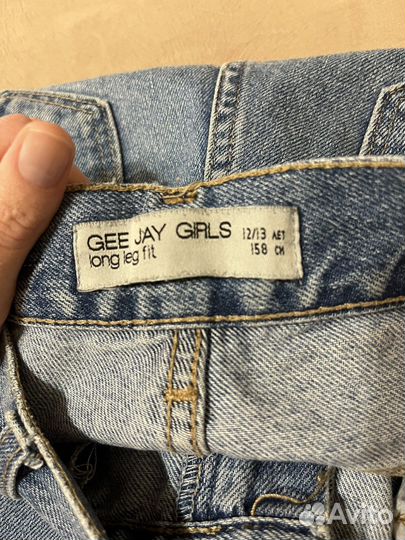 GEE JAY GIRLS 12/13 ЛЕТ
long leg fit 158 СМ
Avito